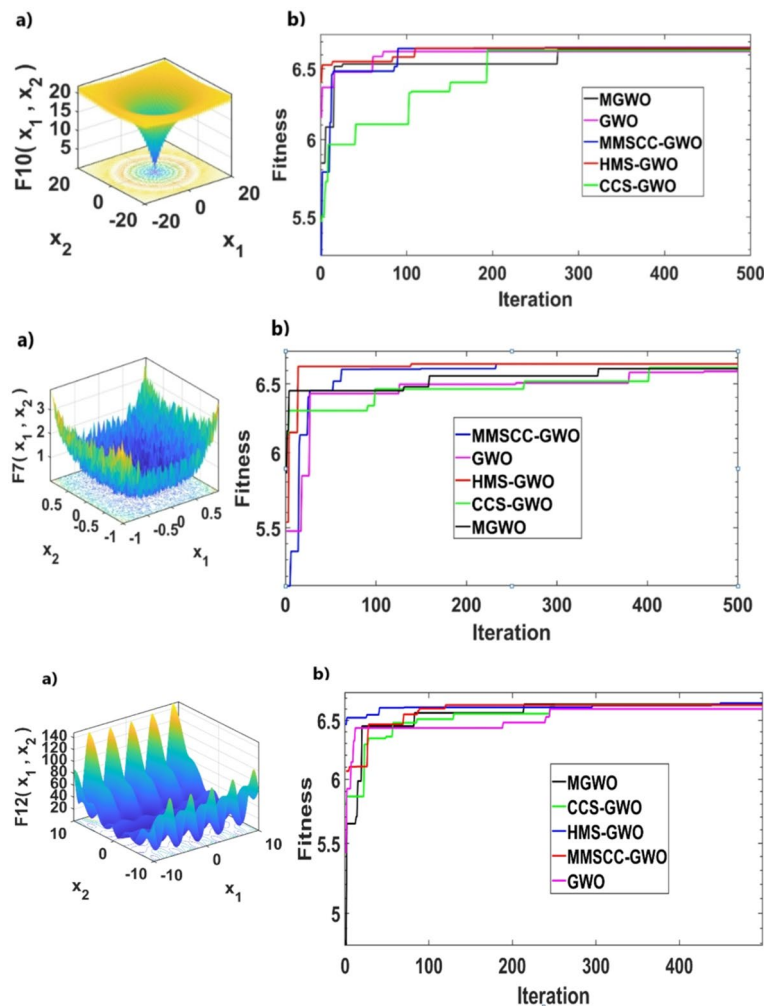 a)
F10( x1 , x2 )
20
15
10
5
20
0
-20
x2
-20
0
20
x1
b)
Fitness
6.5
6
5.5
0
100
200
300
400
500
Iteration
MGWO
GWO
MMSCC-GWO
HMS-GWO
CCS-GWO
a)
F7( x1 , x2 )
3
2
1
0.5
0
-0.5
-1
x2
-1
-0.5
0
0.5
x1
b)
Fitness
6.5
6
5.5
0
100
200
300
400
500
Iteration
MMSCC-GWO
GWO
HMS-GWO
CCS-GWO
MGWO
a)
F12( x1 , x2 )
140
120
100
80
60
40
20
10
0
-10
x2
-10
0
10
x1
b)
Fitness
6.5
6
5.5
5
0
100
200
300
400
Iteration
MGWO
CCS-GWO
HMS-GWO
MMSCC-GWO
GWO